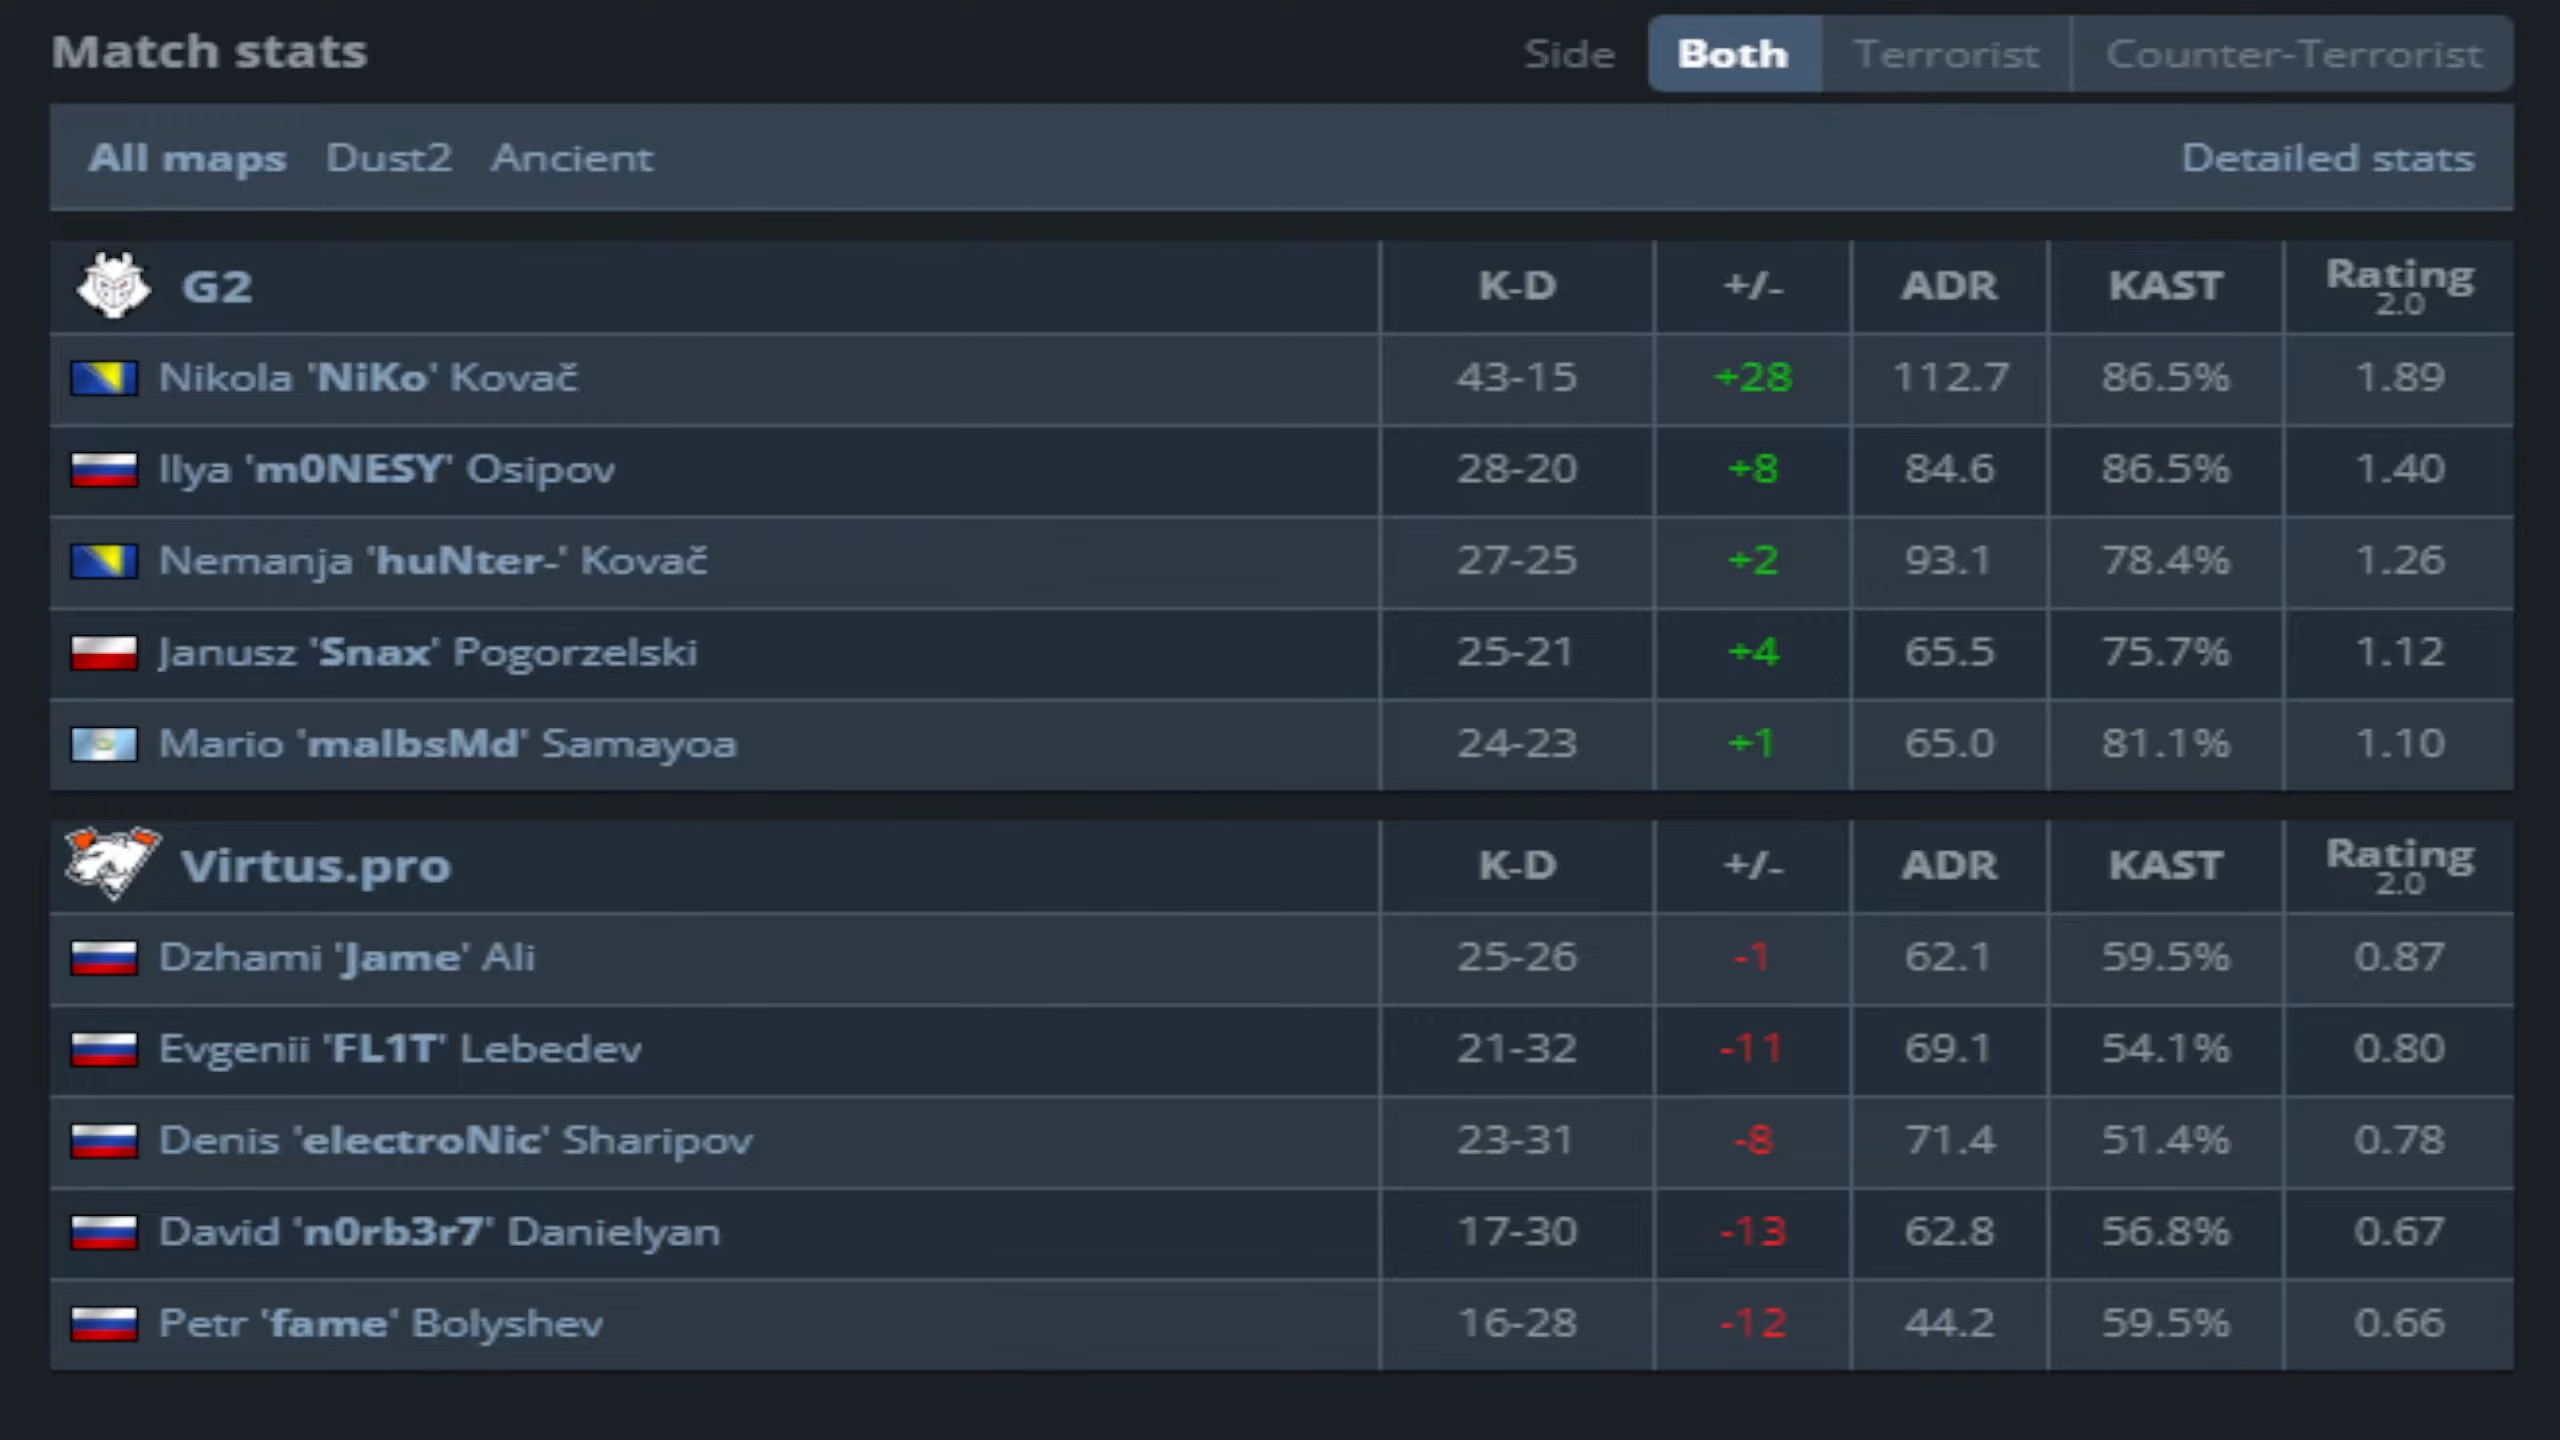 Match stats Side Both Terrorist Counter-Terrorist
All maps Dust2 Ancient Detailed stats
G2 K-D +/- ADR KAST Rating 2.0
Nikola 'NiKo' Kovač 43-15 +28 112.7 86.5% 1.89
Ilya 'm0NESY' Osipov 28-20 +8 84.6 86.5% 1.40
Nemanja 'huNter-' Kovač 27-25 +2 93.1 78.4% 1.26
Janusz 'Snax' Pogorzelski 25-21 +4 65.5 75.7% 1.12
Mario 'malbsMd' Samayoa 24-23 +1 65.0 81.1% 1.10
Virtus.pro K-D +/- ADR KAST Rating 2.0
Dzhami 'Jame' Ali 25-26 -1 62.1 59.5% 0.87
Evgenii 'FL1T' Lebedev 21-32 -11 69.1 54.1% 0.80
Denis 'electroNic' Sharipov 23-31 -8 71.4 51.4% 0.78
David 'n0rb3r7' Danielyan 17-30 -13 62.8 56.8% 0.67
Petr 'fame' Bolyshev 16-28 -12 44.2 59.5% 0.66